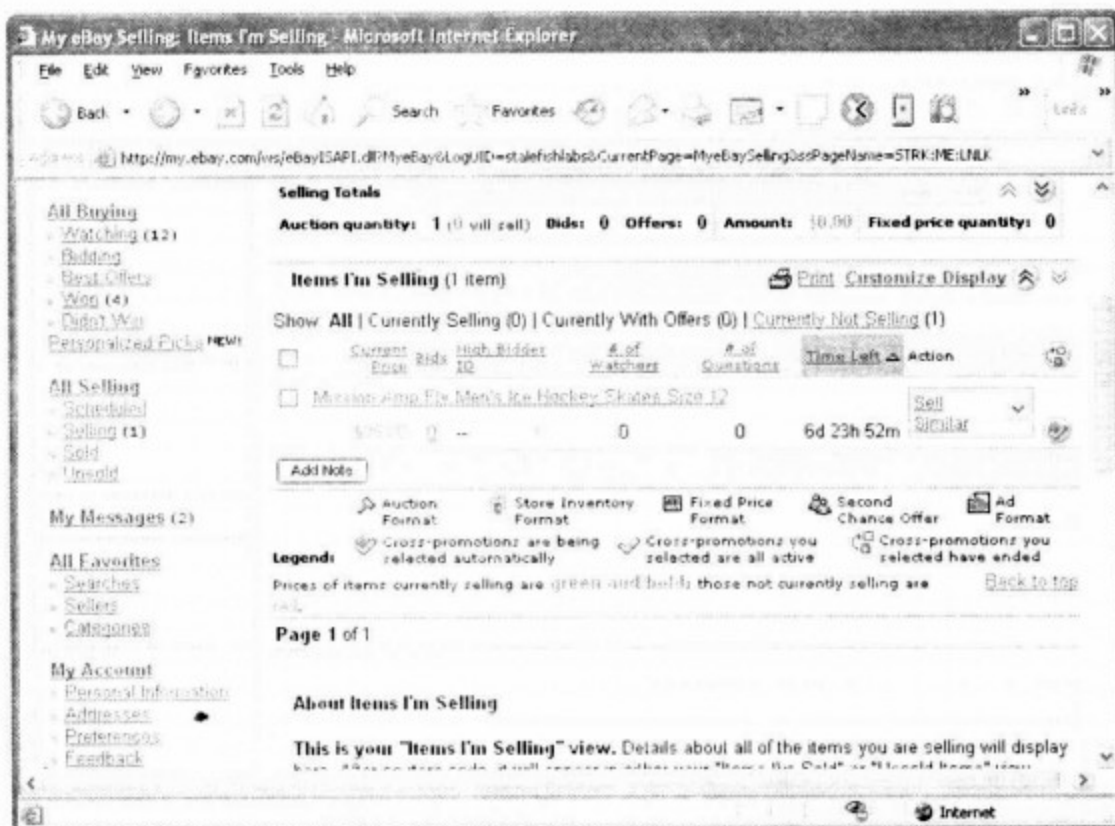 My eBay Selling: Items I'm Selling - Microsoft Internet Explorer
File Edit View Favorites Tools Help
Back Search Favorites
http://my.ebay.com/ws/eBayISAPI.dll?MyeBay&LogUID=stalefishlabs&CurrentPage=MyeBaySelling&ssPageName=STRK:ME:LNLK
All Buying
Watching (12)
Bidding
Best Offers
Won (4)
Didn't Win
Personalized Picks NEW!
All Selling
Scheduled
Selling (1)
Sold
Unsold
My Messages (2)
All Favorites
Searches
Sellers
Categories
My Account
Personal Information
Addresses
Preferences
Feedback
Selling Totals
Auction quantity: 1 (0 will sell) Bids: 0 Offers: 0 Amount: $0.00 Fixed price quantity: 0
Items I'm Selling (1 item) Print Customize Display
Show All | Currently Selling (0) | Currently With Offers (0) | Currently Not Selling (1)
Current Price Bids High Bidder ID # of Watchers # of Questions Time Left Action
Mission Amp Fly Men's Ice Hockey Skates Size 12
0 -- 0 0 6d 23h 52m Sell Similar
Add Note
Auction Format Store Inventory Format Fixed Price Format Second Chance Offer Ad Format
Legend: Cross-promotions are being selected automatically Cross-promotions you selected are all active Cross-promotions you selected have ended
Prices of items currently selling are green and bold; those not currently selling are red. Back to top
Page 1 of 1
About Items I'm Selling
This is your "Items I'm Selling" view. Details about all of the items you are selling will display
Internet